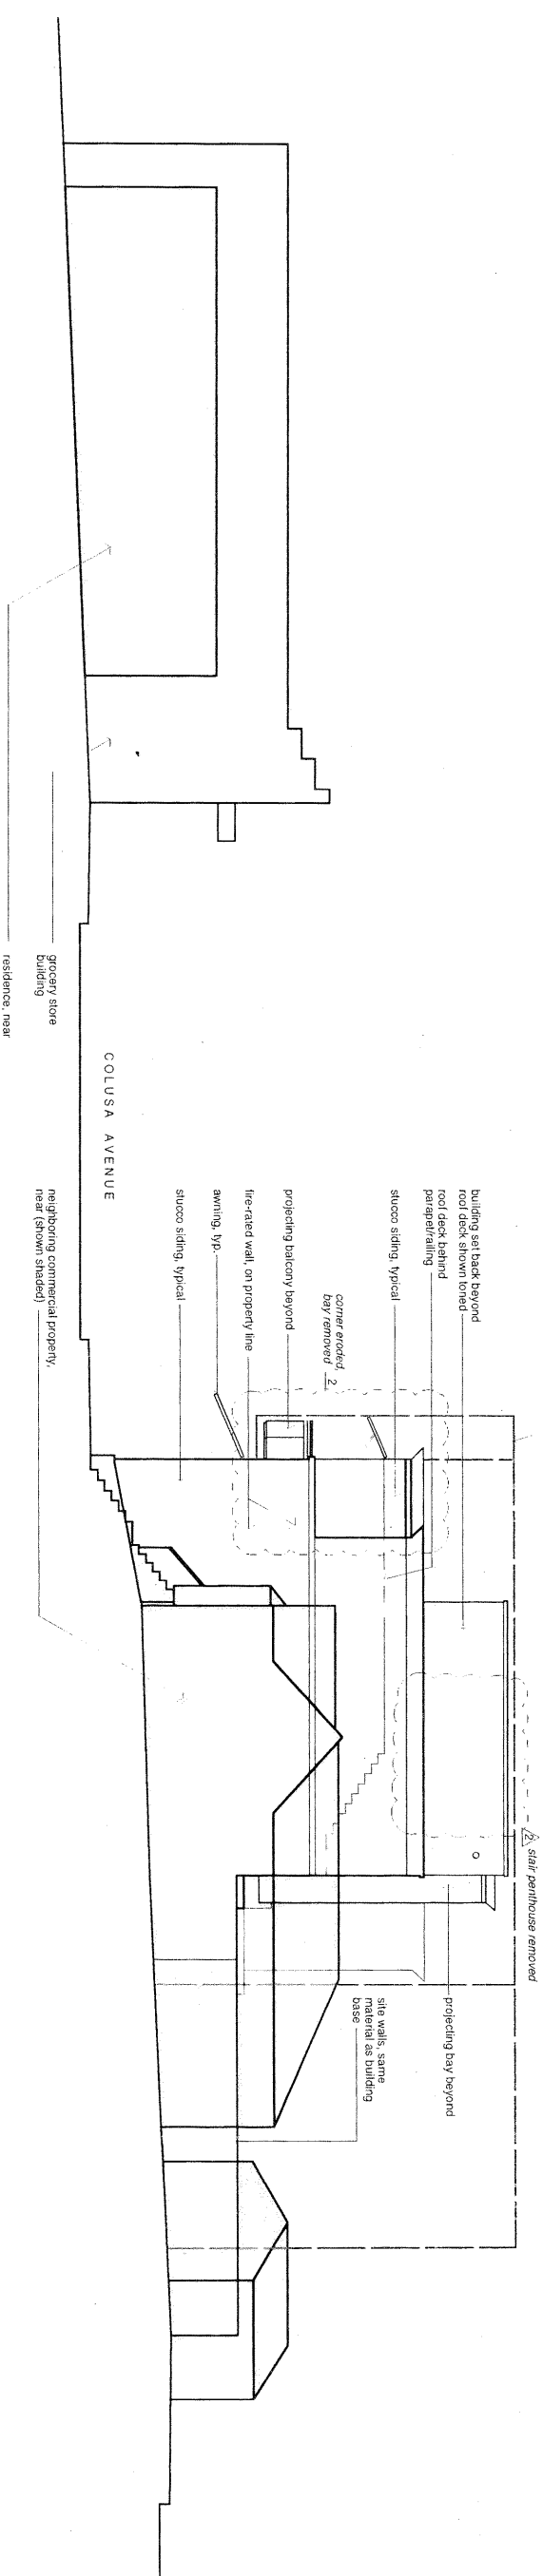 building set back beyond
roof deck shown toned
roof deck behind
parapet/railing
stucco siding, typical
corner eroded,
bay removed
2
projecting balcony beyond
fire-rated wall, on property line
awning, typ.
stucco siding, typical
COLUSA AVENUE
neighboring commercial property,
near (shown shaded)
grocery store
building
residence, near
2 stair penthouse removed
projecting bay beyond
site walls, same
material as building
base